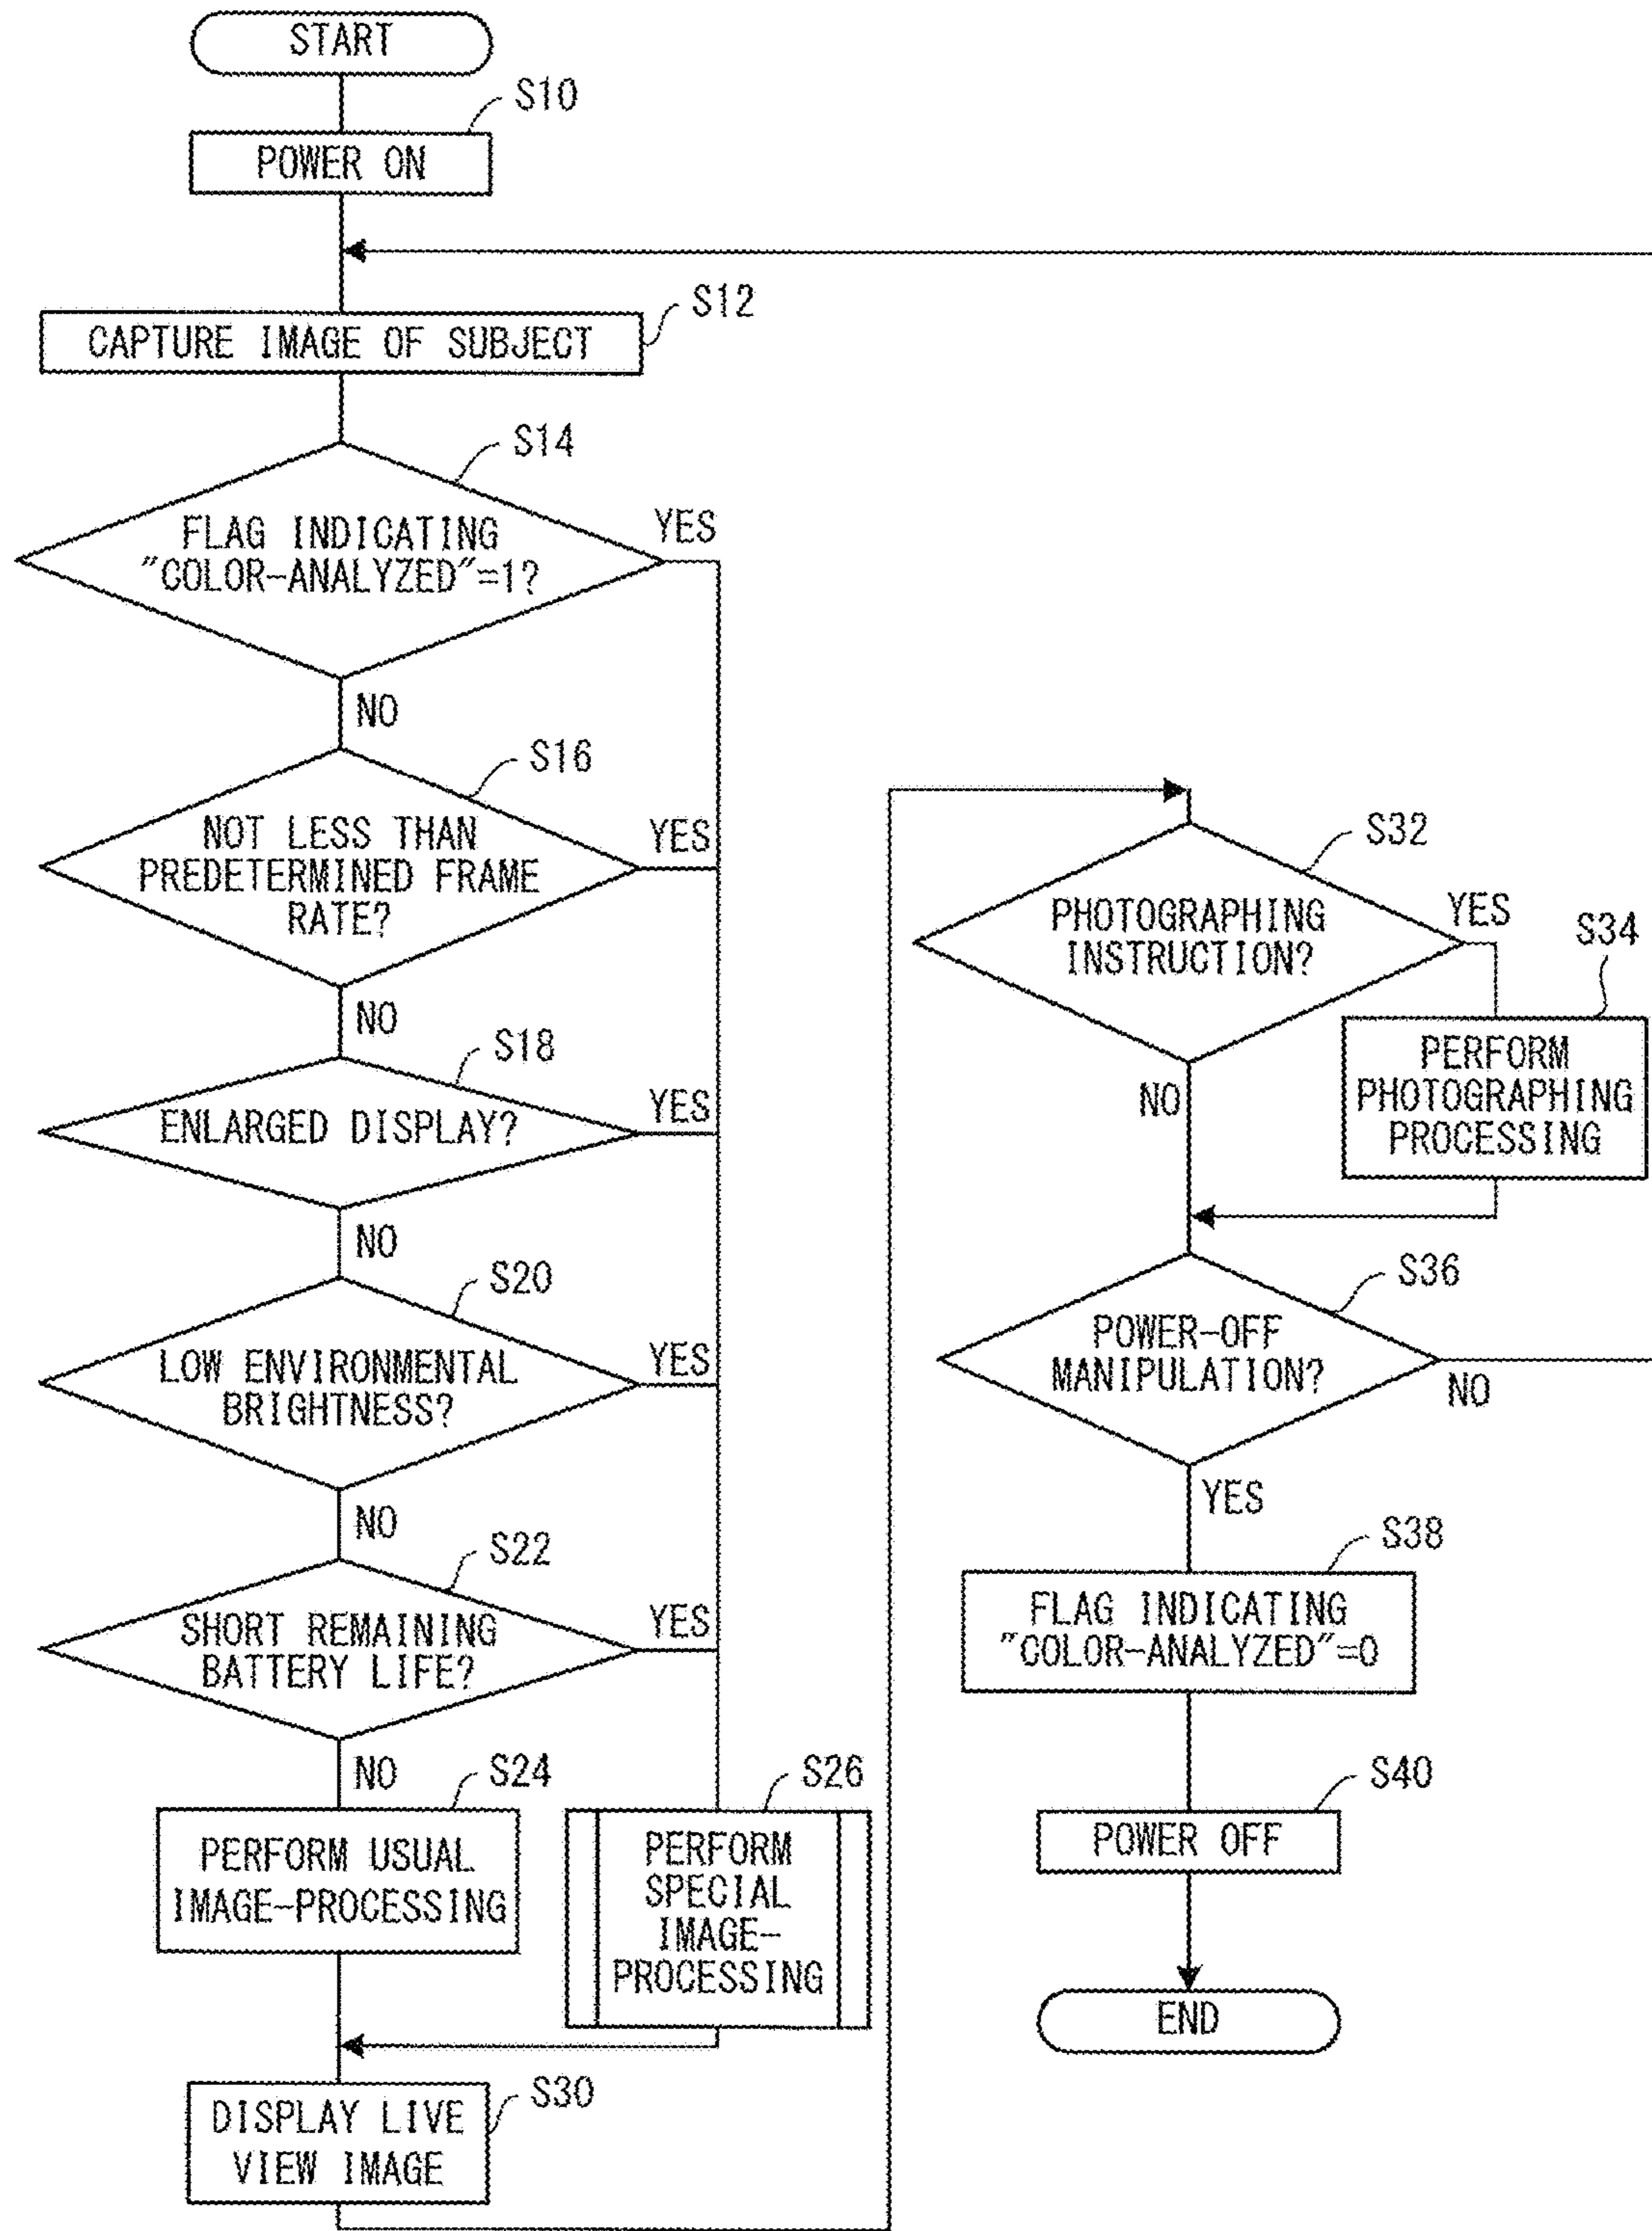 START
S10
POWER ON
S12
CAPTURE IMAGE OF SUBJECT
S14
FLAG INDICATING
"COLOR-ANALYZED"=1?
YES
NO
S16
NOT LESS THAN
PREDETERMINED FRAME
RATE?
YES
NO
S18
ENLARGED DISPLAY?
YES
NO
S20
LOW ENVIRONMENTAL
BRIGHTNESS?
YES
NO
S22
SHORT REMAINING
BATTERY LIFE?
YES
NO
S24
PERFORM USUAL
IMAGE-PROCESSING
S26
PERFORM
SPECIAL
IMAGE-
PROCESSING
S30
DISPLAY LIVE
VIEW IMAGE
S32
PHOTOGRAPHING
INSTRUCTION?
YES
NO
S34
PERFORM
PHOTOGRAPHING
PROCESSING
S36
POWER-OFF
MANIPULATION?
NO
YES
S38
FLAG INDICATING
"COLOR-ANALYZED"=0
S40
POWER OFF
END